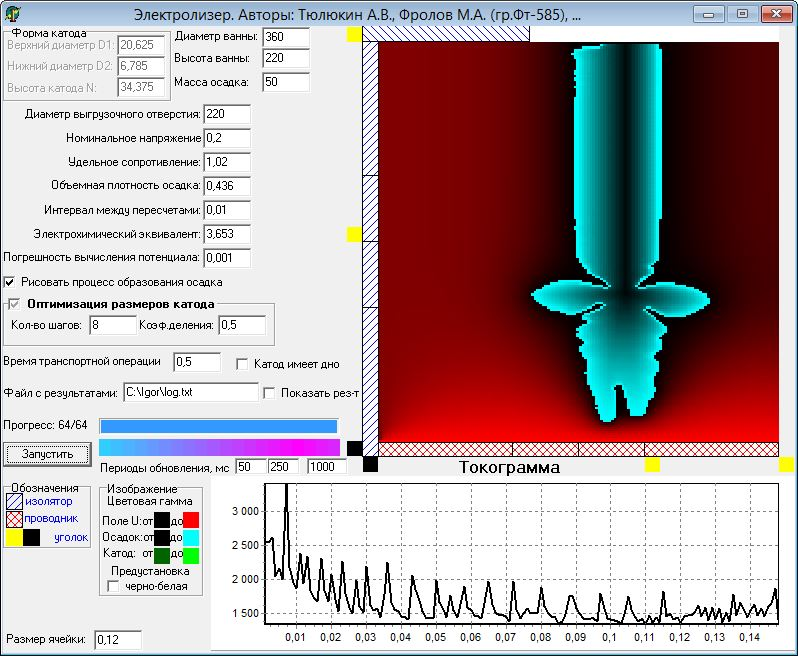 Электролизер. Авторы: Тюлюкин А.В., Фролов М.А. (гр.Фт-585), ...
Форма катода
Верхний диаметр D1: 20,625
Нижний диаметр D2: 6,785
Высота катода N: 34,375
Диаметр ванны: 360
Высота ванны: 220
Масса осадка: 50
Диаметр выгрузочного отверстия: 220
Номинальное напряжение 0,2
Удельное сопротивление: 1,02
Объемная плотность осадка: 0,436
Интервал между пересчетами: 0,01
Электрохимический эквивалент: 3,653
Погрешность вычисления потенциала: 0,001
Рисовать процесс образования осадка
Оптимизация размеров катода
Кол-во шагов: 8 Коэф.деления: 0,5
Время транспортной операции 0,5 Катод имеет дно
Файл с результатами: C:\Igor\log.txt Показать рез-т
Прогресс: 64/64
Запустить
Периоды обновления, мс 50 250 1000
Токограмма
Обозначения
изолятор
проводник
уголок
Изображение
Цветовая гамма
Поле U: от до
Осадок: от до
Катод: от до
Предустановка
черно-белая
Размер ячейки: 0,12
3 000
2 500
2 000
1 500
0,01 0,02 0,03 0,04 0,05 0,06 0,07 0,08 0,09 0,1 0,11 0,12 0,13 0,14